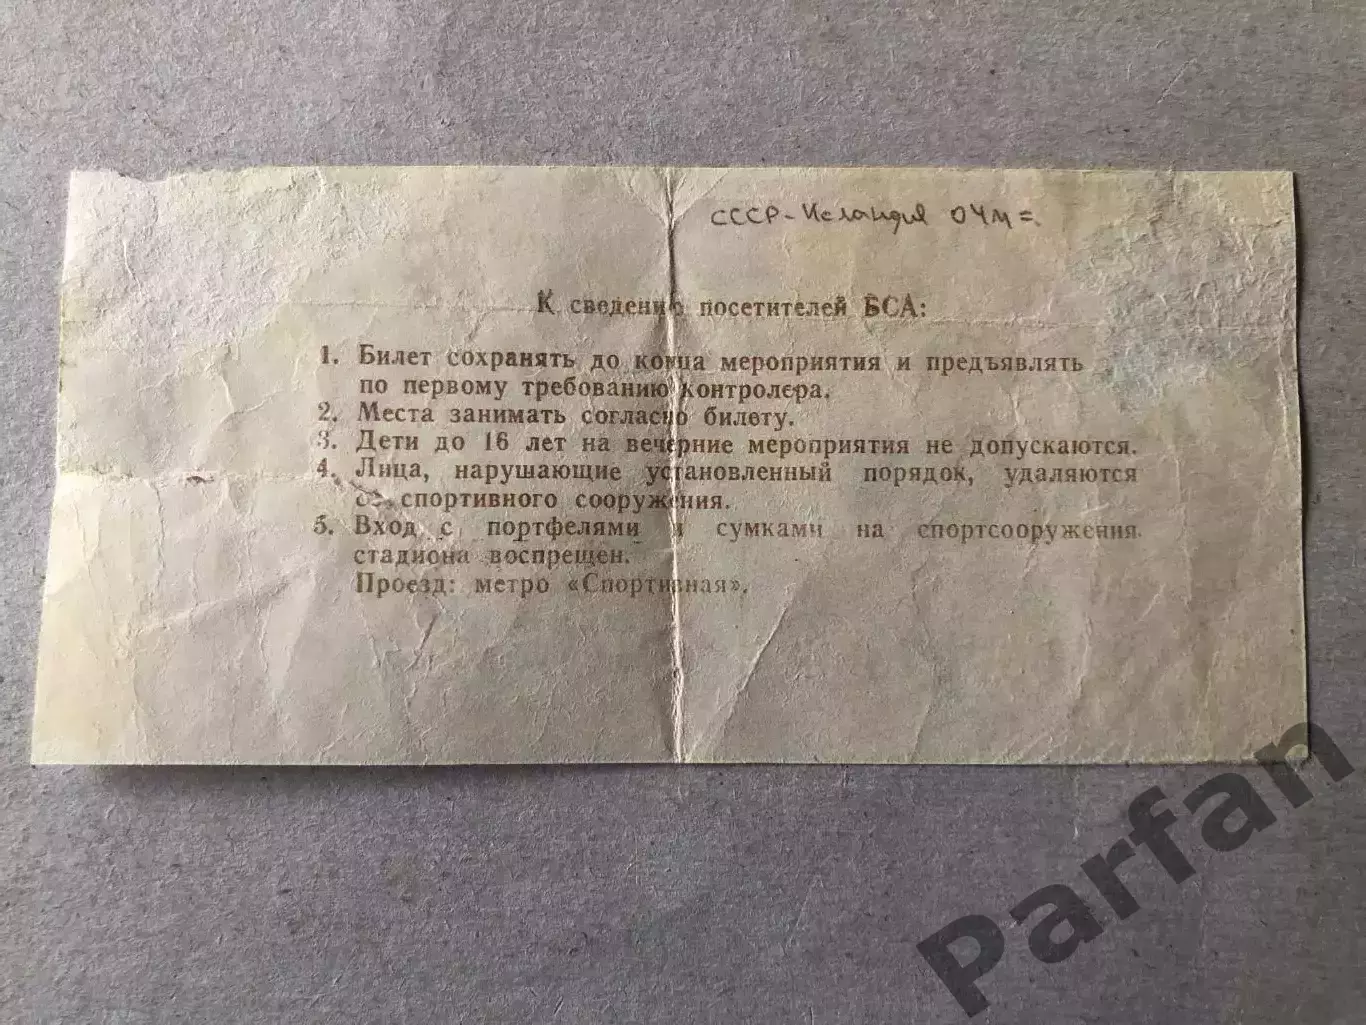 СССР - Исландия ОЧМ =
К сведению посетителей БСА:
1. Билет сохранять до конца мероприятия и предъявлять
по первому требованию контролера.
2. Места занимать согласно билету.
3. Дети до 16 лет на вечерние мероприятия не допускаются.
4. Лица, нарушающие установленный порядок, удаляются
со спортивного сооружения.
5. Вход с портфелями и сумками на спортсооружения
стадиона воспрещен.
Проезд: метро «Спортивная».
Parfan